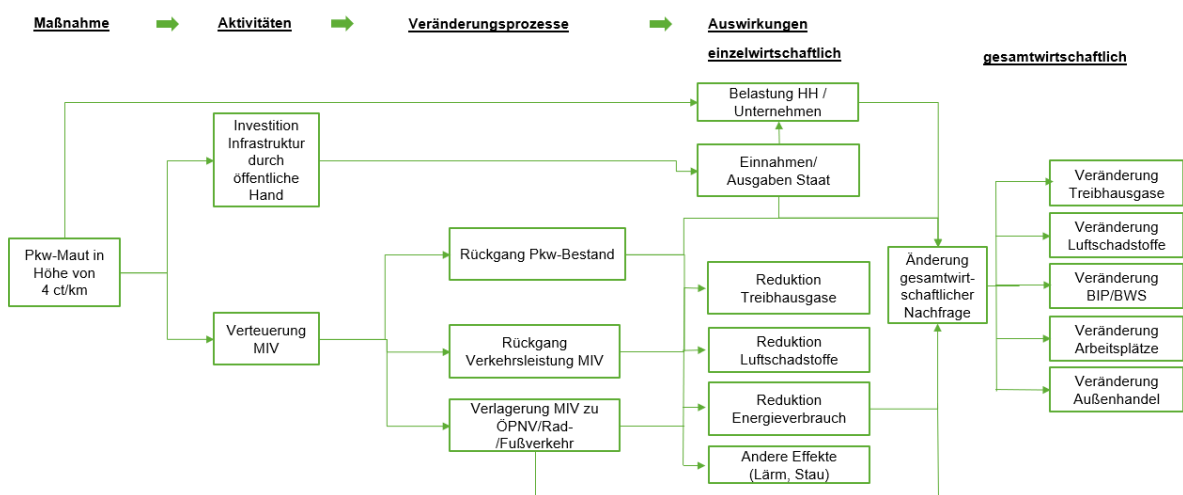 Maßnahme
Aktivitäten
Veränderungsprozesse
Auswirkungen
einzelwirtschaftlich
gesamtwirtschaftlich
Belastung HH /
Unternehmen
Investition
Infrastruktur
durch
öffentliche
Hand
Einnahmen/
Ausgaben Staat
Veränderung
Treibhausgase
Pkw-Maut in
Höhe von
4 ct/km
Rückgang Pkw-Bestand
Änderung
gesamtwirt-
schaftlicher
Nachfrage
Veränderung
Luftschadstoffe
Reduktion
Treibhausgase
Veränderung
BIP/BWS
Verteuerung
MIV
Rückgang
Verkehrsleistung MIV
Reduktion
Luftschadstoffe
Veränderung
Arbeitsplätze
Verlagerung MIV zu
ÖPNV/Rad-
/Fußverkehr
Reduktion
Energieverbrauch
Veränderung
Außenhandel
Andere Effekte
(Lärm, Stau)